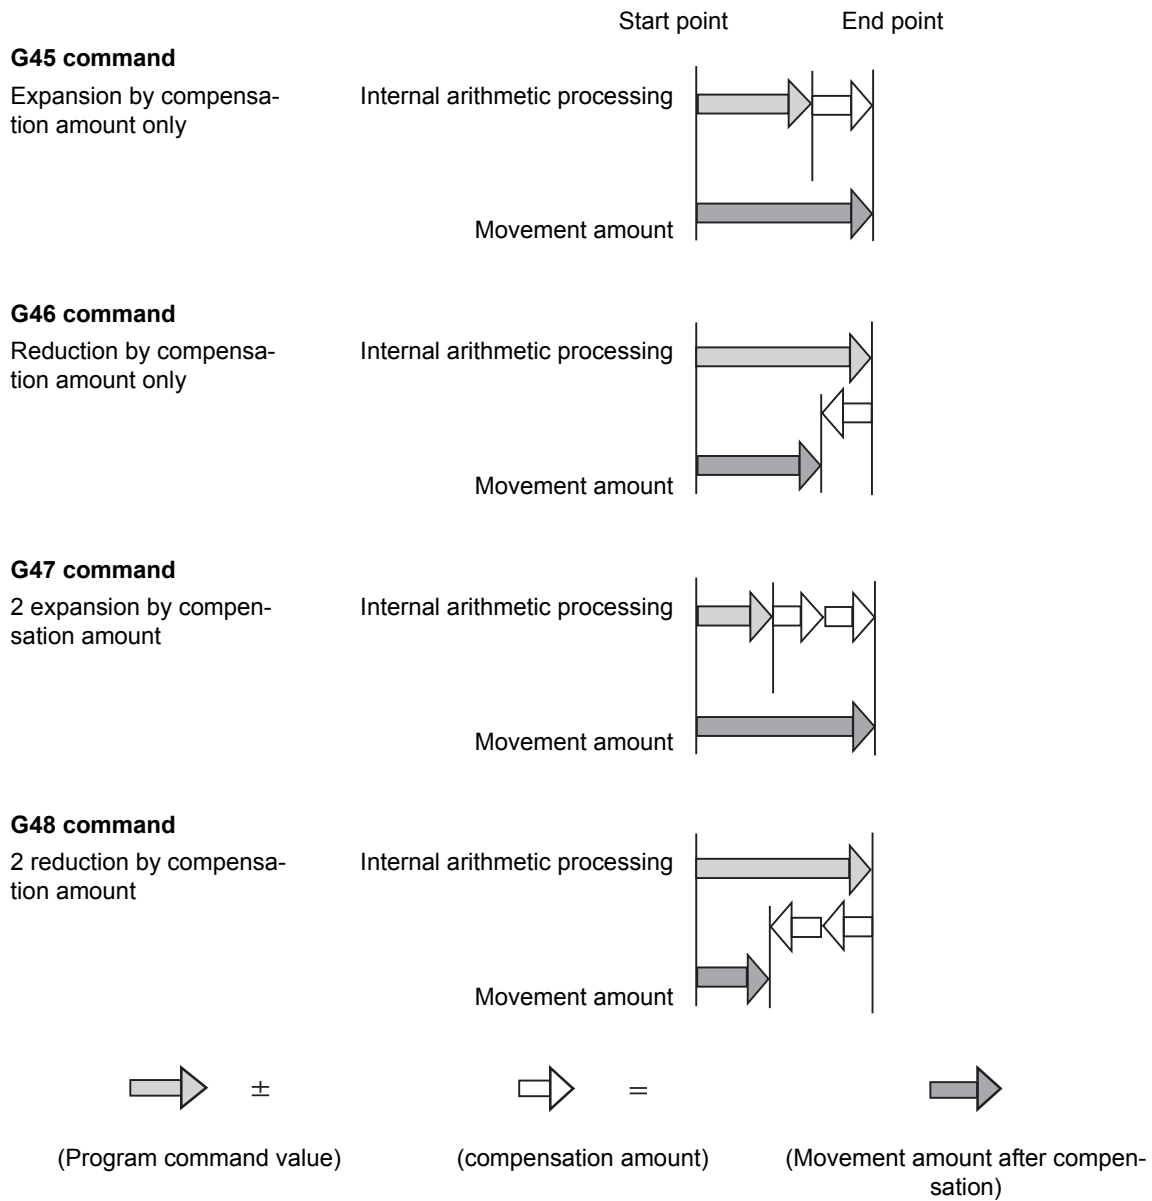 Start point
End point
G45 command
Expansion by compensa-
tion amount only
Internal arithmetic processing
Movement amount
G46 command
Reduction by compensa-
tion amount only
Internal arithmetic processing
Movement amount
G47 command
2 expansion by compen-
sation amount
Internal arithmetic processing
Movement amount
G48 command
2 reduction by compensa-
tion amount
Internal arithmetic processing
Movement amount
±
=
(Program command value)
(compensation amount)
(Movement amount after compen-
sation)